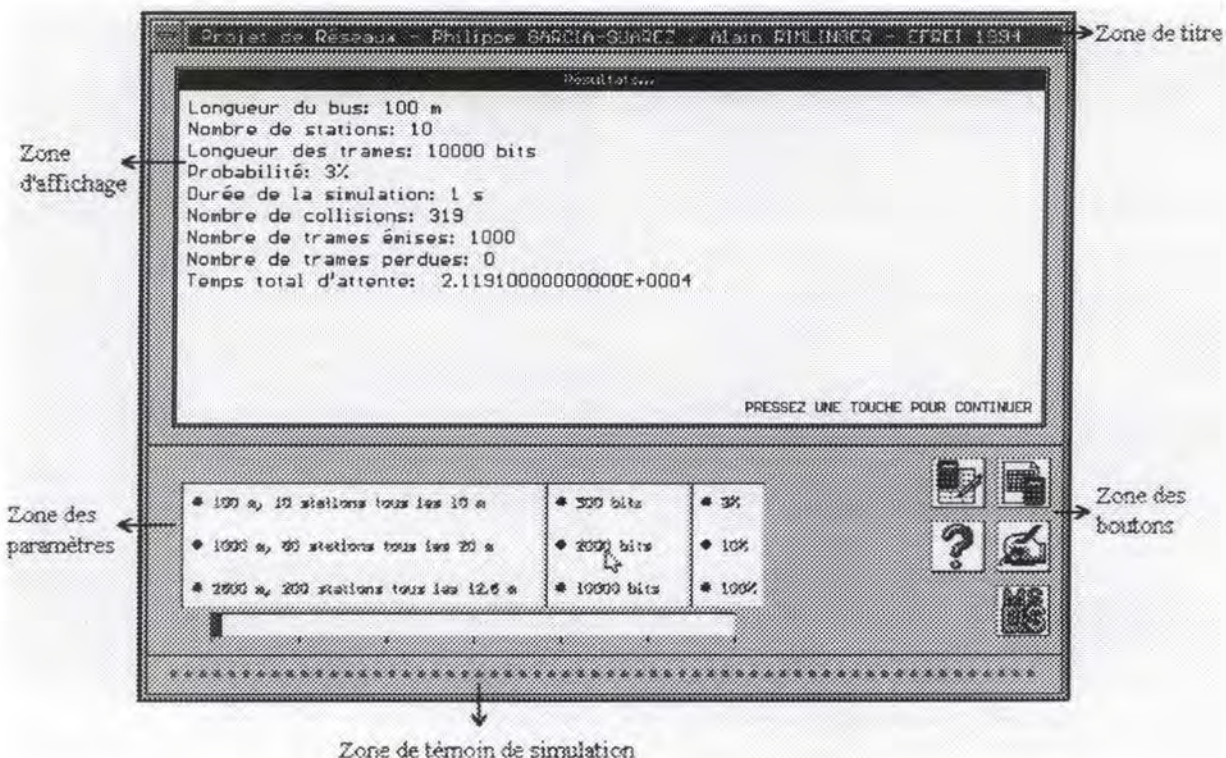 Projet de Réseaux - Philippe GARCIA-SUAREZ , Alain RIMLINGER - EFREI 1994
Zone de titre
Résultats...
Longueur du bus: 100 m
Nombre de stations: 10
Longueur des trames: 10000 bits
Probabilité: 3%
Durée de la simulation: 1 s
Nombre de collisions: 319
Nombre de trames émises: 1000
Nombre de trames perdues: 0
Temps total d'attente: 2.11910000000000E+0004
Zone d'affichage
PRESSEZ UNE TOUCHE POUR CONTINUER
Zone des paramètres
100 m, 10 stations tous les 10 m
500 bits
3%
1000 m, 50 stations tous les 20 m
2000 bits
10%
2500 m, 200 stations tous les 12.5 m
10000 bits
100%
?
Zone des boutons
Zone de témoin de simulation